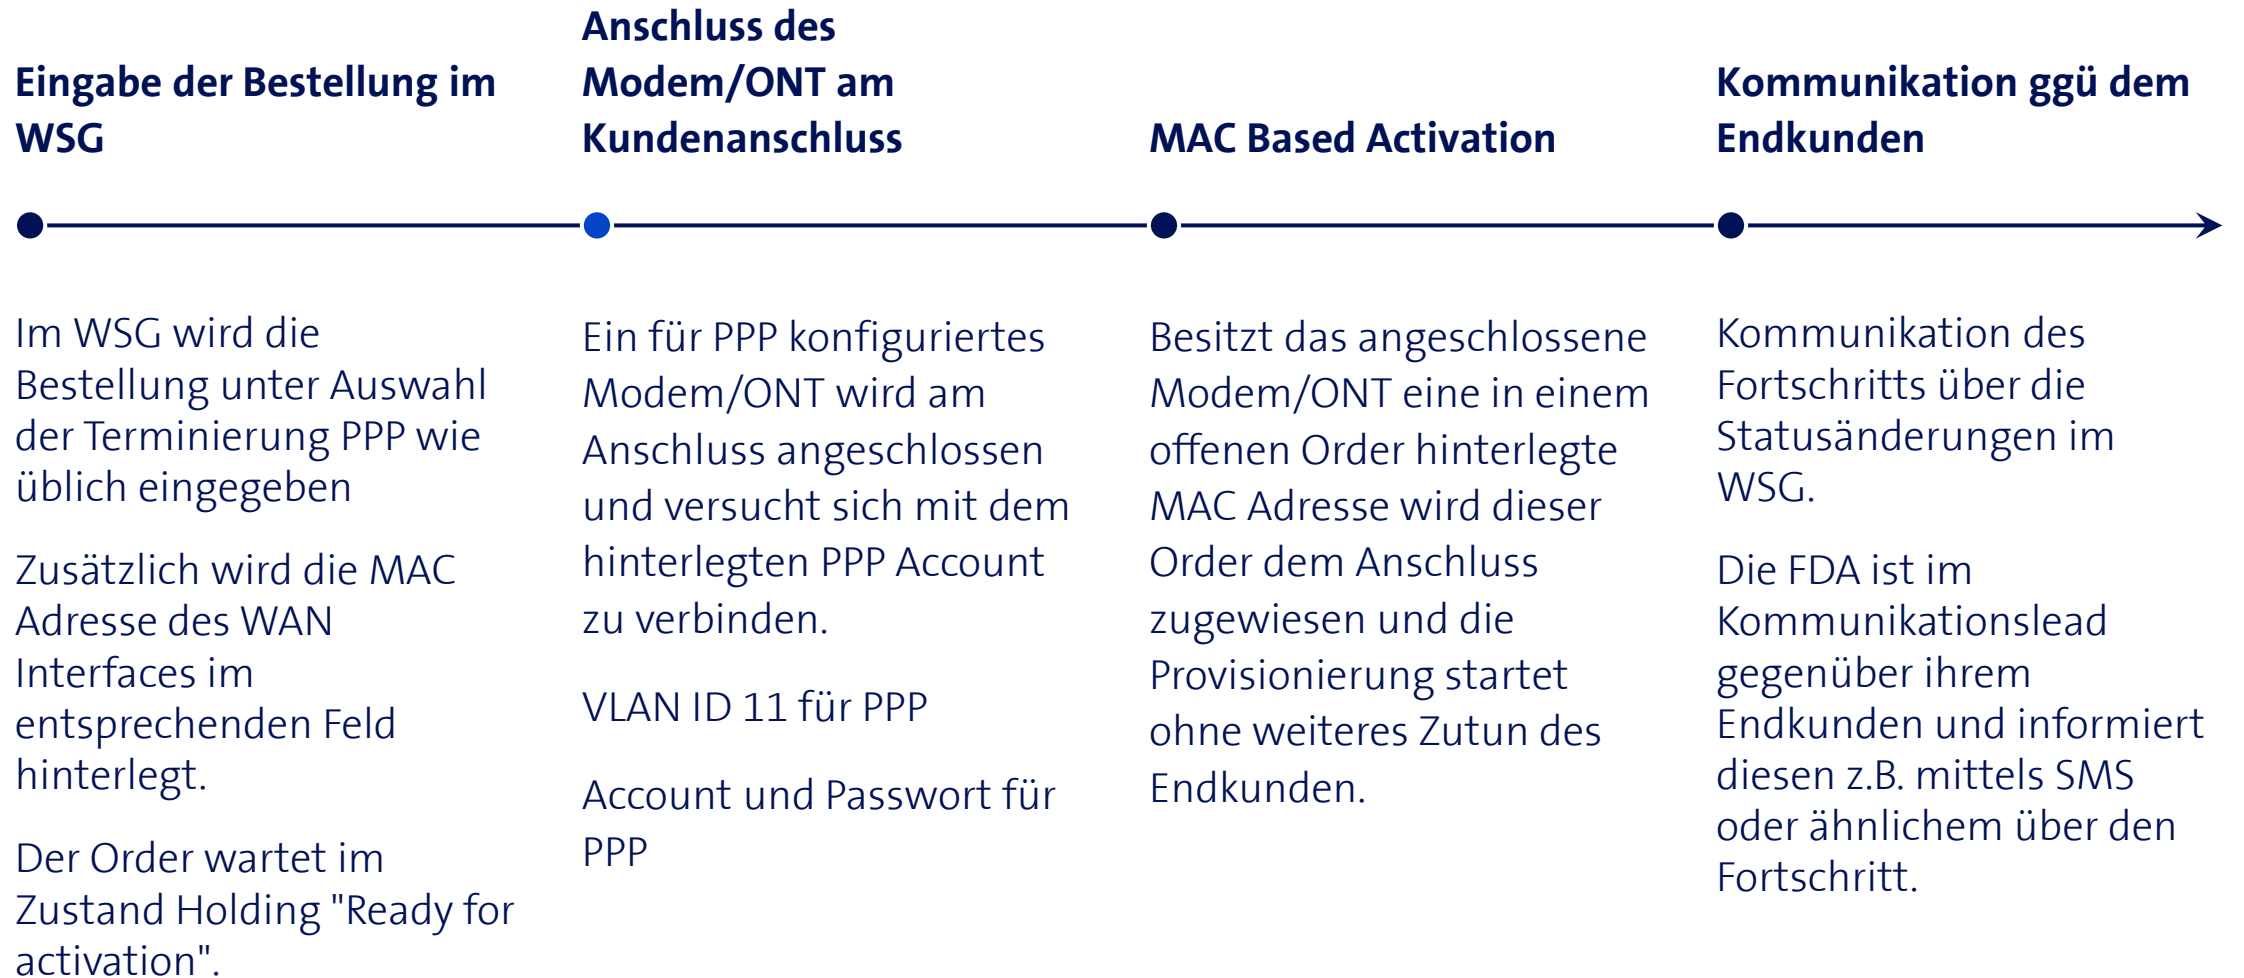 Eingabe der Bestellung im
WSG
Anschluss des
Modem/ONT am
Kundenanschluss
MAC Based Activation
Kommunikation ggü dem
Endkunden
Im WSG wird die
Bestellung unter Auswahl
der Terminierung PPP wie
üblich eingegeben
Zusätzlich wird die MAC
Adresse des WAN
Interfaces im
entsprechenden Feld
hinterlegt.
Der Order wartet im
Zustand Holding "Ready for
activation".
Ein für PPP konfiguriertes
Modem/ONT wird am
Anschluss angeschlossen
und versucht sich mit dem
hinterlegten PPP Account
zu verbinden.
VLAN ID 11 für PPP
Account und Passwort für
PPP
Besitzt das angeschlossene
Modem/ONT eine in einem
offenen Order hinterlegte
MAC Adresse wird dieser
Order dem Anschluss
zugewiesen und die
Provisionierung startet
ohne weiteres Zutun des
Endkunden.
Kommunikation des
Fortschritts über die
Statusänderungen im
WSG.
Die FDA ist im
Kommunikationslead
gegenüber ihrem
Endkunden und informiert
diesen z.B. mittels SMS
oder ähnlichem über den
Fortschritt.